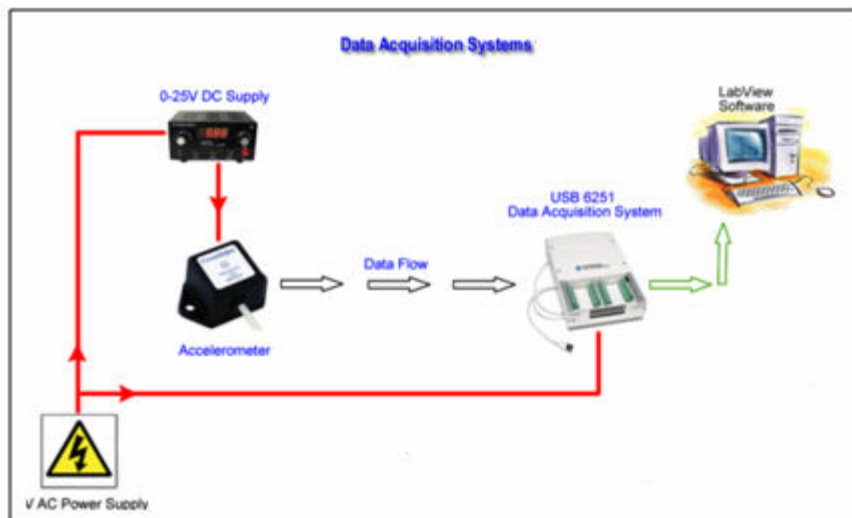 Data Acquisition Systems
0-25V DC Supply
LabView
Software
USB 6251
Data Acquisition System
Data Flow
Accelerometer
V AC Power Supply